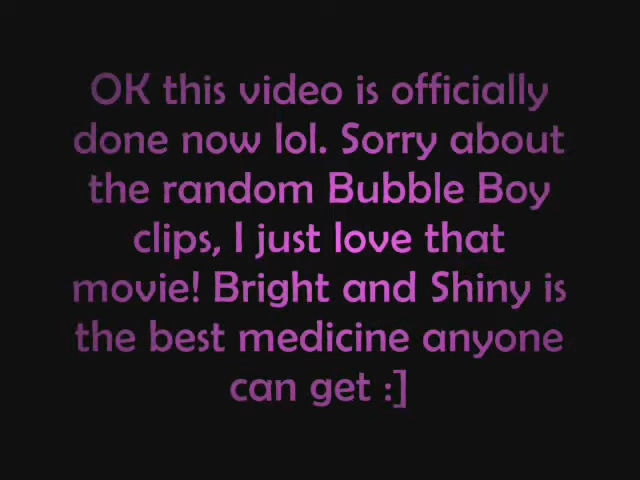 OK this video is officially
done now lol. Sorry about
the random Bubble Boy
clips, I just love that
movie! Bright and Shiny is
the best medicine anyone
can get :]